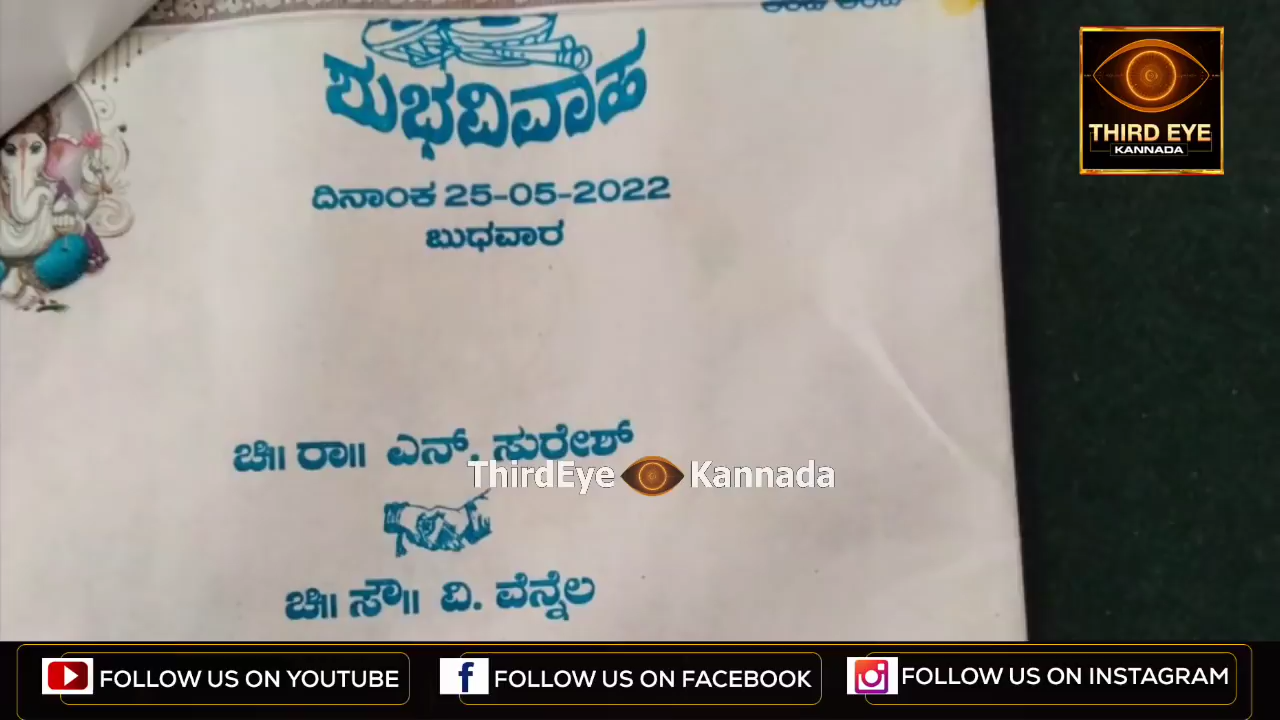 ಶುಭವಿವಾಹ
ದಿನಾಂಕ 25-05-2022
ಬುಧವಾರ
ಚಿ॥ ರಾ॥ ಎನ್. ಸುರೇಶ್
ಚಿ॥ ಸೌ॥ ವಿ. ವೆನ್ನೆಲ
ThirdEye Kannada
THIRD EYE
KANNADA
FOLLOW US ON YOUTUBE
FOLLOW US ON FACEBOOK
FOLLOW US ON INSTAGRAM